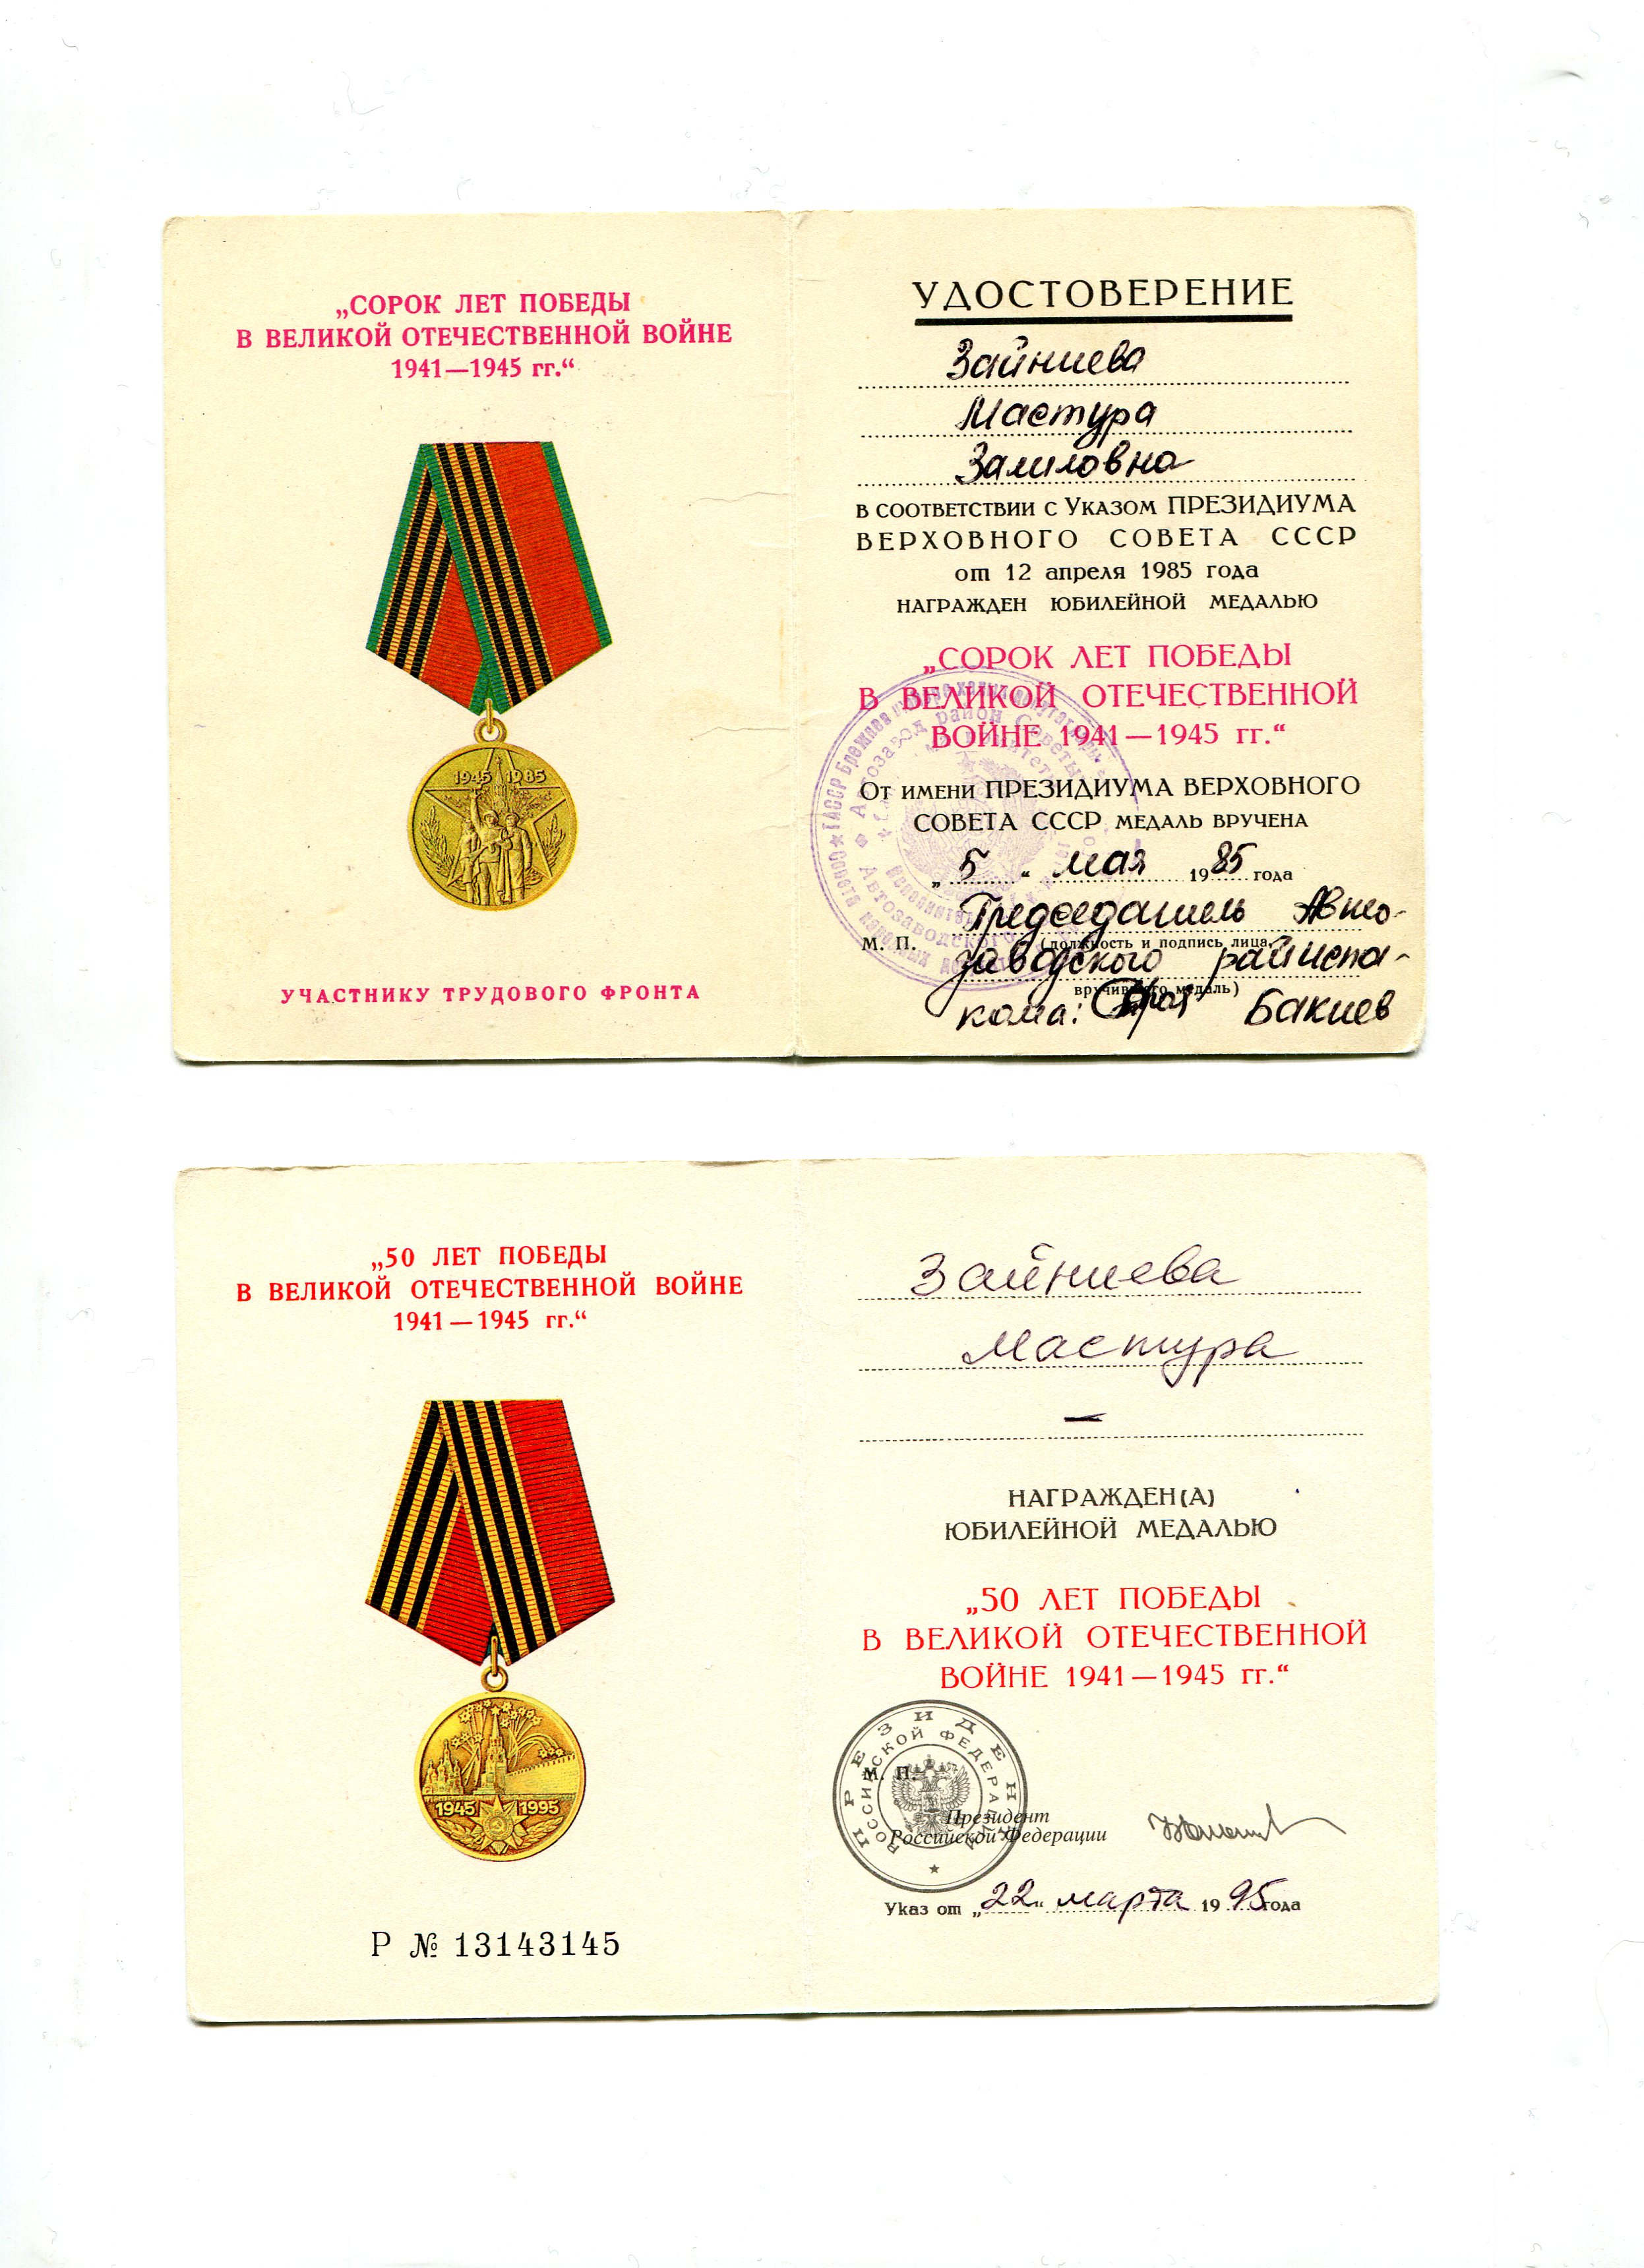 „СОРОК ЛЕТ ПОБЕДЫ
В ВЕЛИКОЙ ОТЕЧЕСТВЕННОЙ ВОЙНЕ
1941—1945 гг.“
1945 1985
УЧАСТНИКУ ТРУДОВОГО ФРОНТА
УДОСТОВЕРЕНИЕ
Зайниева
Мастура
Залиловна
В СООТВЕТСТВИИ С УКАЗОМ ПРЕЗИДИУМА
ВЕРХОВНОГО СОВЕТА СССР
от 12 апреля 1985 года
НАГРАЖДЕН ЮБИЛЕЙНОЙ МЕДАЛЬЮ
„СОРОК ЛЕТ ПОБЕДЫ
В ВЕЛИКОЙ ОТЕЧЕСТВЕННОЙ
ВОЙНЕ 1941—1945 гг.“
ОТ ИМЕНИ ПРЕЗИДИУМА ВЕРХОВНОГО
СОВЕТА СССР МЕДАЛЬ ВРУЧЕНА
„5“ мая 1985 года
Председатель Авто-
М. П. (должность и подпись лица,
заводского райиспа-
вручившего медаль)
кома: Бакиев
„50 ЛЕТ ПОБЕДЫ
В ВЕЛИКОЙ ОТЕЧЕСТВЕННОЙ ВОЙНЕ
1941—1945 гг.“
1945 1995
Р № 13143145
Зайниева
Мастура
—
НАГРАЖДЕН(А)
ЮБИЛЕЙНОЙ МЕДАЛЬЮ
„50 ЛЕТ ПОБЕДЫ
В ВЕЛИКОЙ ОТЕЧЕСТВЕННОЙ
ВОЙНЕ 1941—1945 гг.“
ПРЕЗИДЕНТ
РОССИЙСКОЙ ФЕДЕРАЦИИ
М. П.
Президент
Российской Федерации
Указ от „22“ марта 1995 года